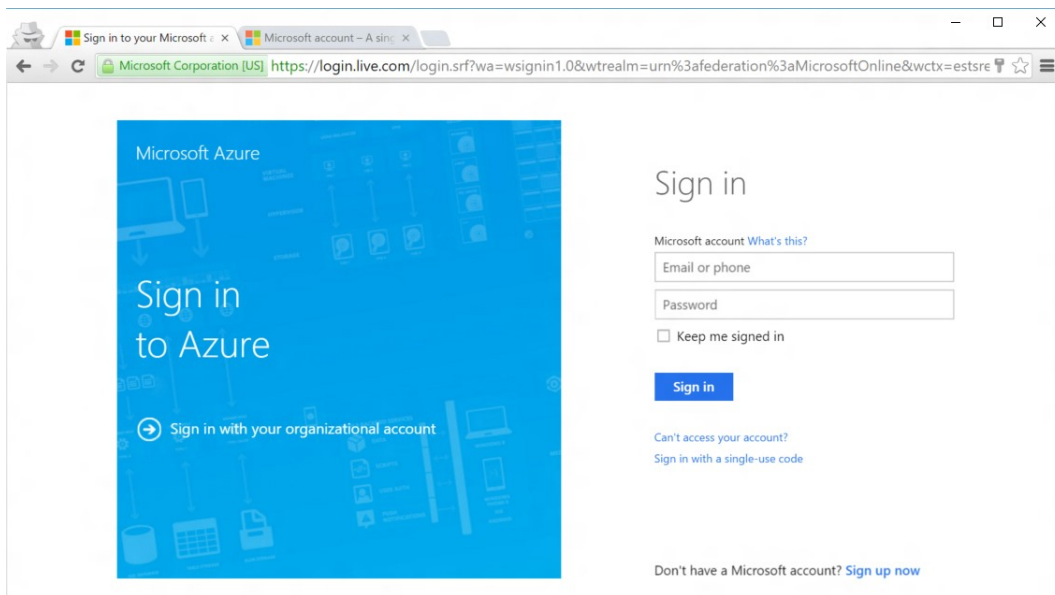 Sign in to your Microsoft a
Microsoft account – A sing
Microsoft Corporation [US] https://login.live.com/login.srf?wa=wsignin1.0&wtrealm=urn%3afederation%3aMicrosoftOnline&wctx=estsre
Microsoft Azure
Sign in
to Azure
Sign in with your organizational account
Sign in
Microsoft account What's this?
Email or phone
Password
Keep me signed in
Sign in
Can't access your account?
Sign in with a single-use code
Don't have a Microsoft account? Sign up now